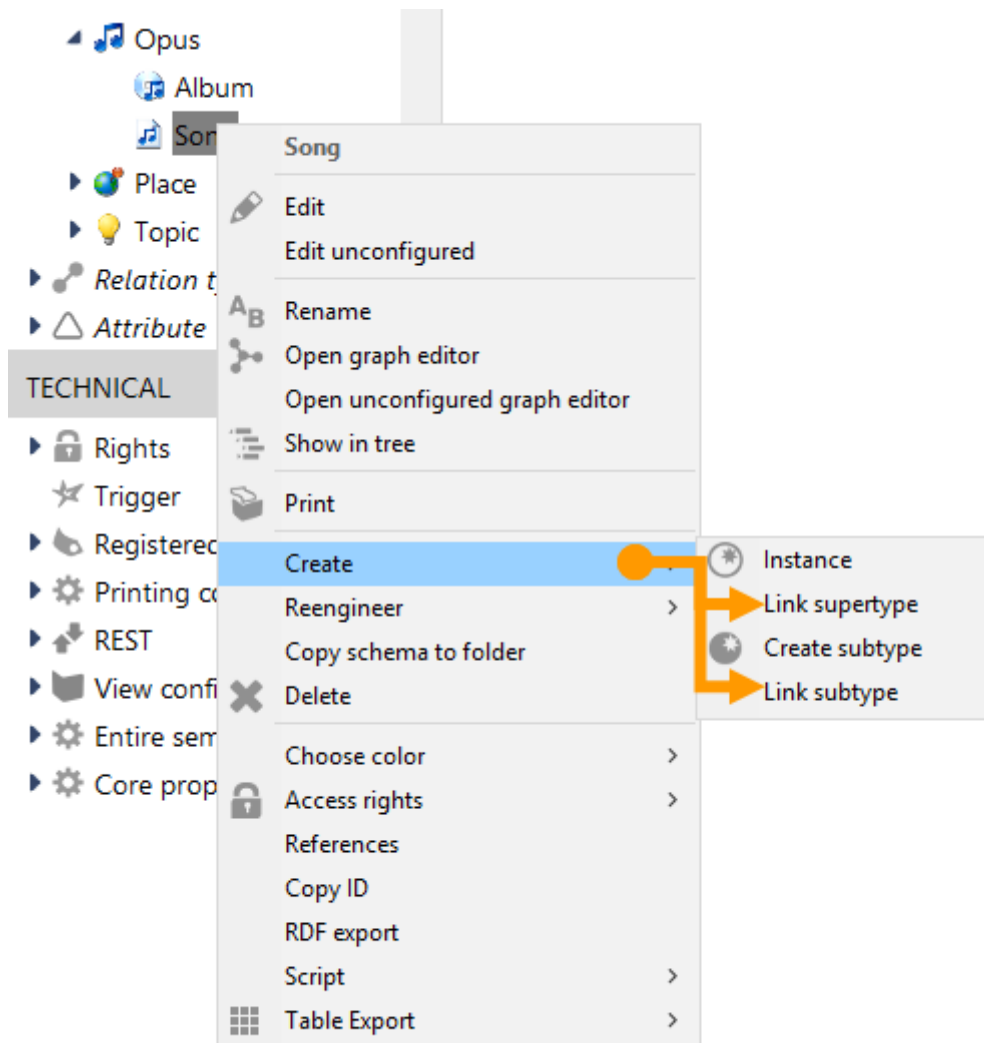 Opus
Album
Son
Place
Topic
Relation t
Attribute
TECHNICAL
Rights
Trigger
Registered
Printing co
REST
View confi
Entire sem
Core prop
Song
Edit
Edit unconfigured
AB Rename
Open graph editor
Open unconfigured graph editor
Show in tree
Print
Create
Reengineer
Copy schema to folder
Delete
Choose color
Access rights
References
Copy ID
RDF export
Script
Table Export
Instance
Link supertype
Create subtype
Link subtype